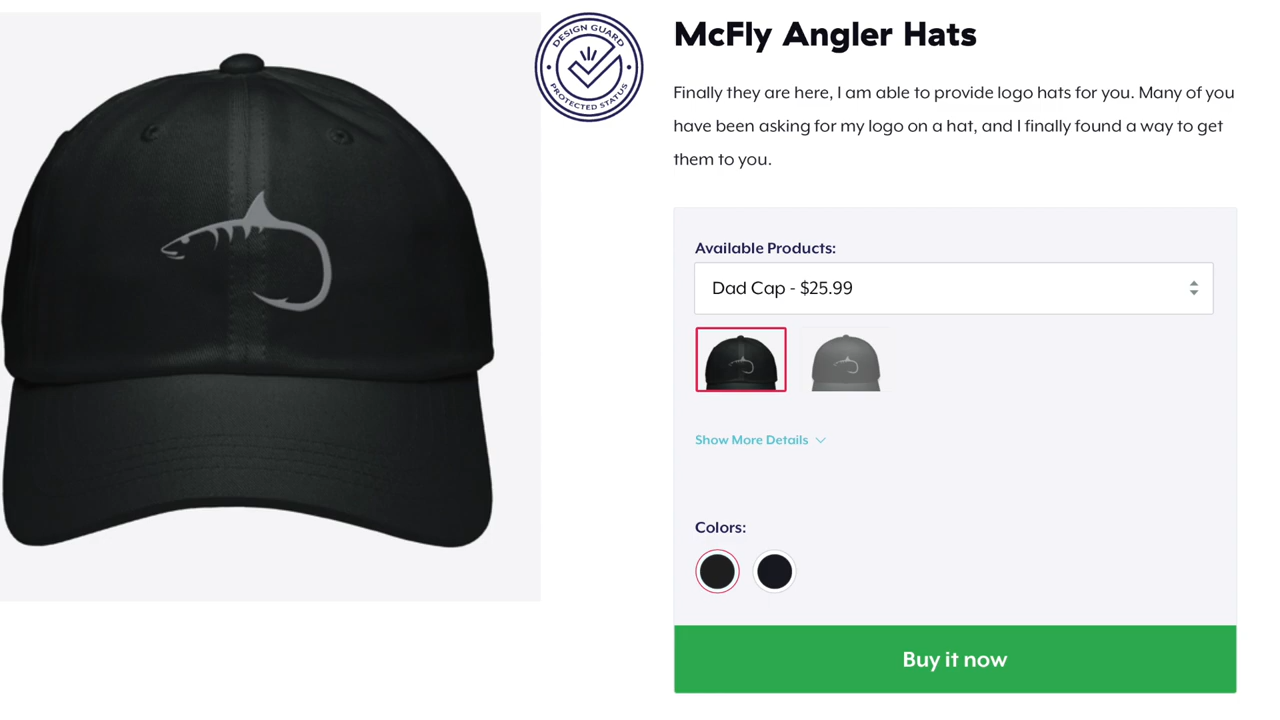 DESIGN GUARD
PROTECTED STATUS
McFly Angler Hats
Finally they are here, I am able to provide logo hats for you. Many of you
have been asking for my logo on a hat, and I finally found a way to get
them to you.
Available Products:
Dad Cap - $25.99
Show More Details
Colors:
Buy it now